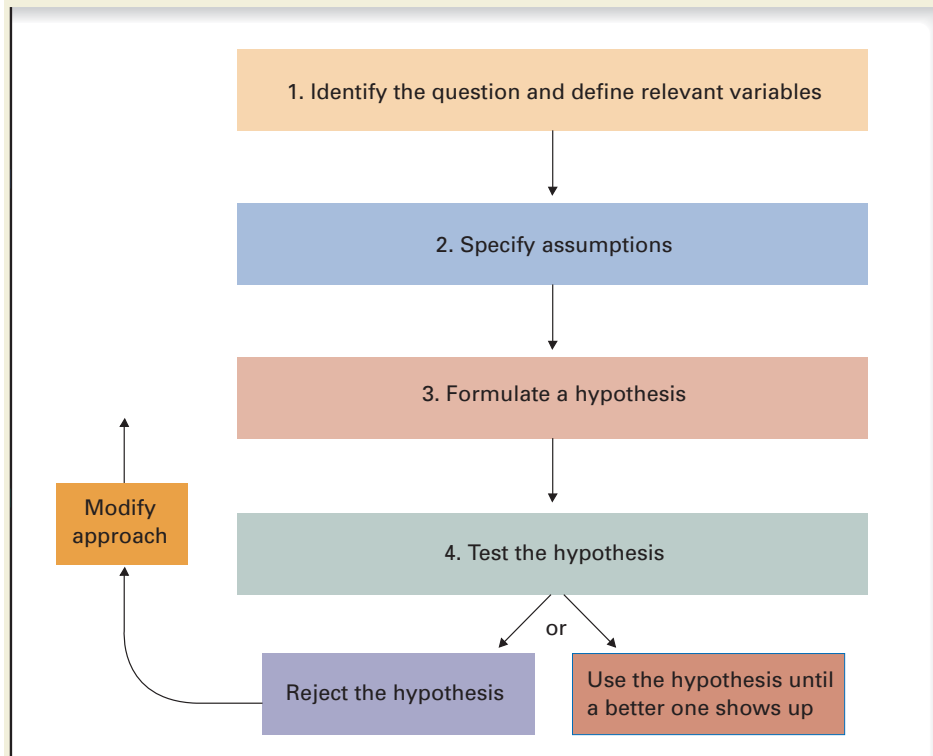 1. Identify the question and define relevant variables
2. Specify assumptions
3. Formulate a hypothesis
Modify
approach
4. Test the hypothesis
or
Reject the hypothesis
Use the hypothesis until
a better one shows up